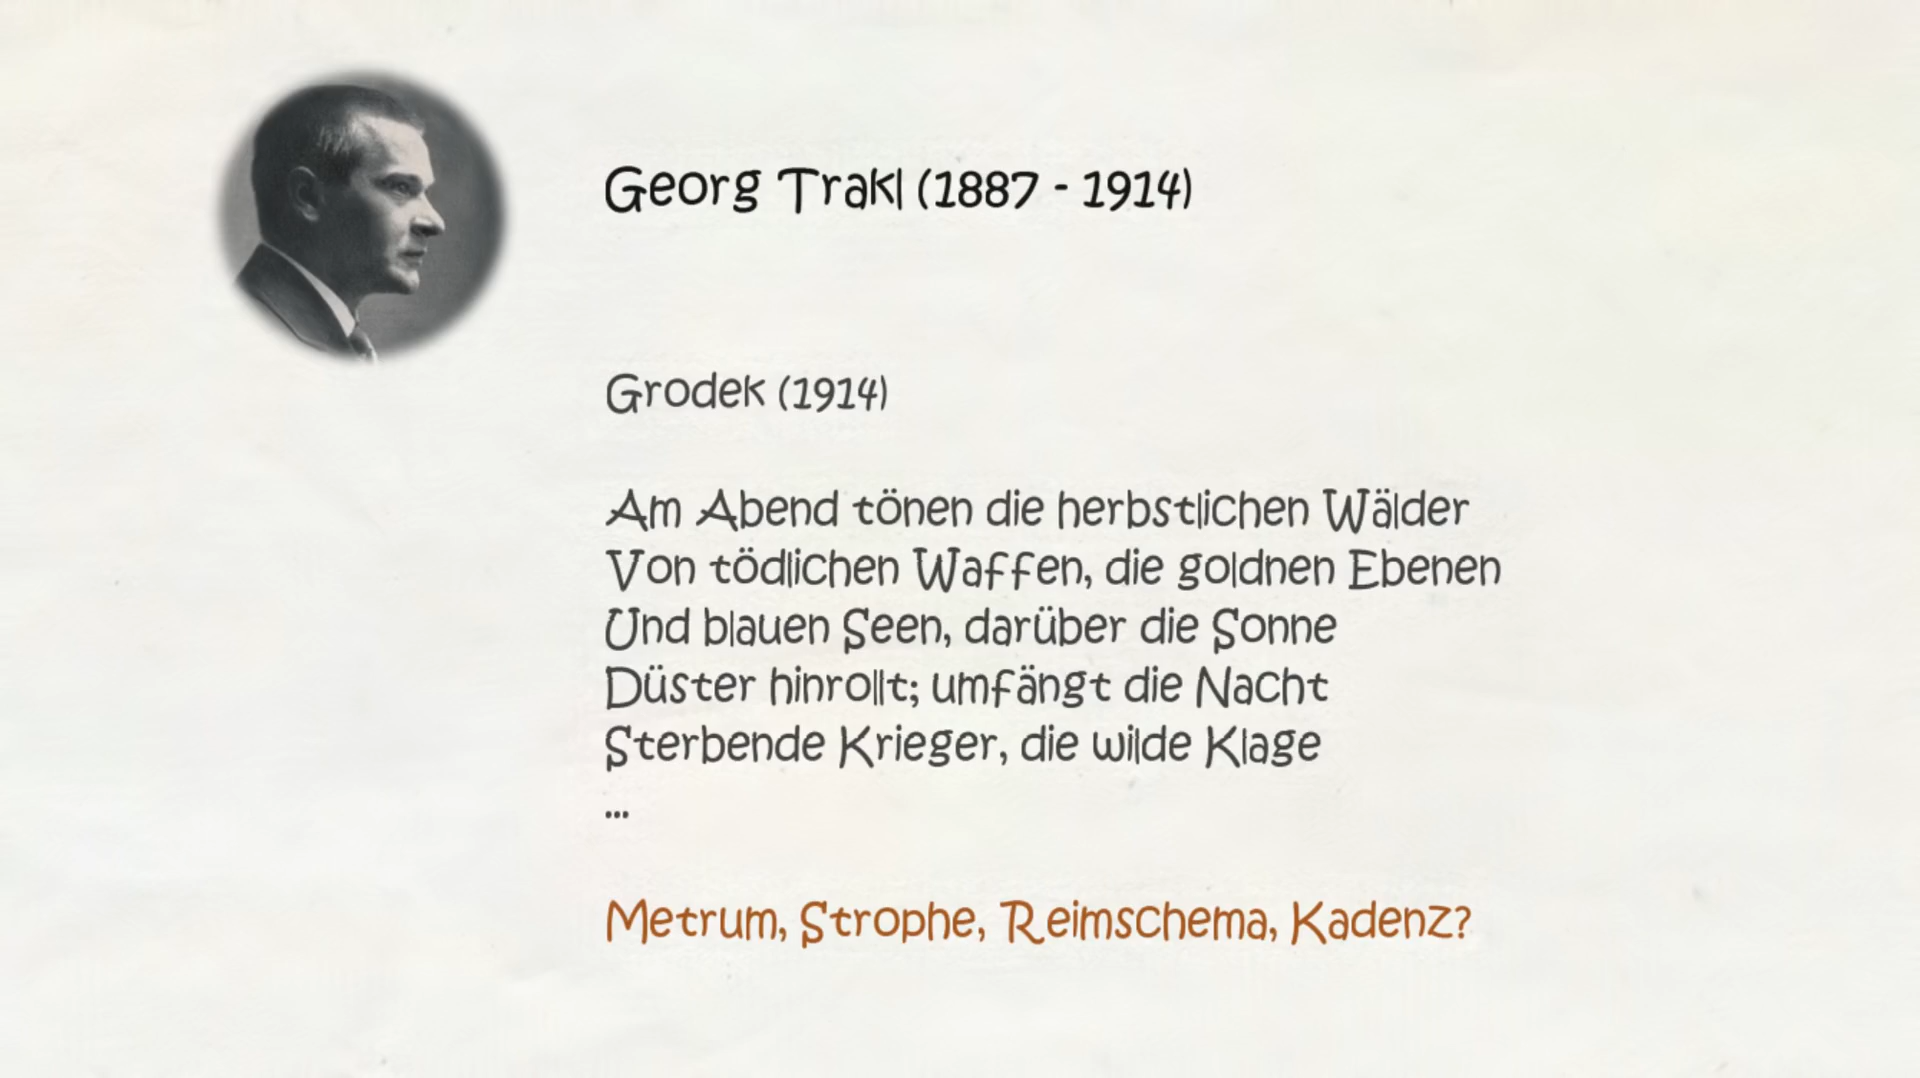 Georg Trakl (1887 - 1914)
Grodek (1914)
Am Abend tönen die herbstlichen Wälder
Von tödlichen Waffen, die goldnen Ebenen
Und blauen Seen, darüber die Sonne
Düster hinrollt; umfängt die Nacht
Sterbende Krieger, die wilde Klage
...
Metrum, Strophe, Reimschema, Kadenz?